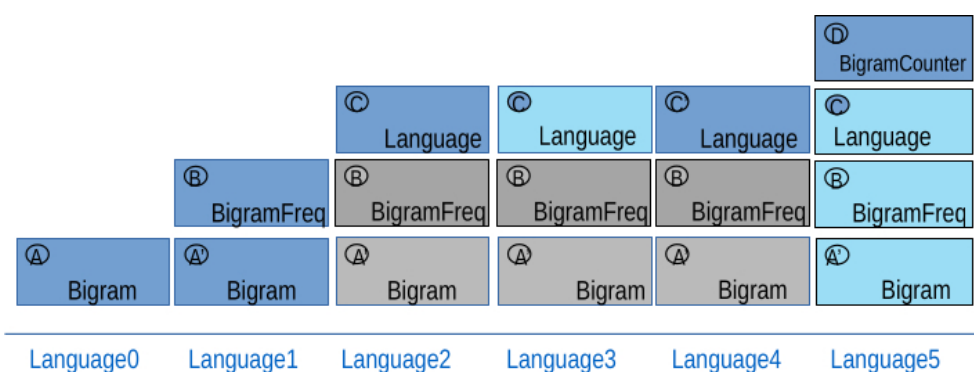 D
BigramCounter
C
Language
C
Language
C
Language
C
Language
B
BigramFreq
B
BigramFreq
B
BigramFreq
B
BigramFreq
B
BigramFreq
A
Bigram
A'
Bigram
A'
Bigram
A'
Bigram
A'
Bigram
A'
Bigram
Language0 Language1 Language2 Language3 Language4 Language5